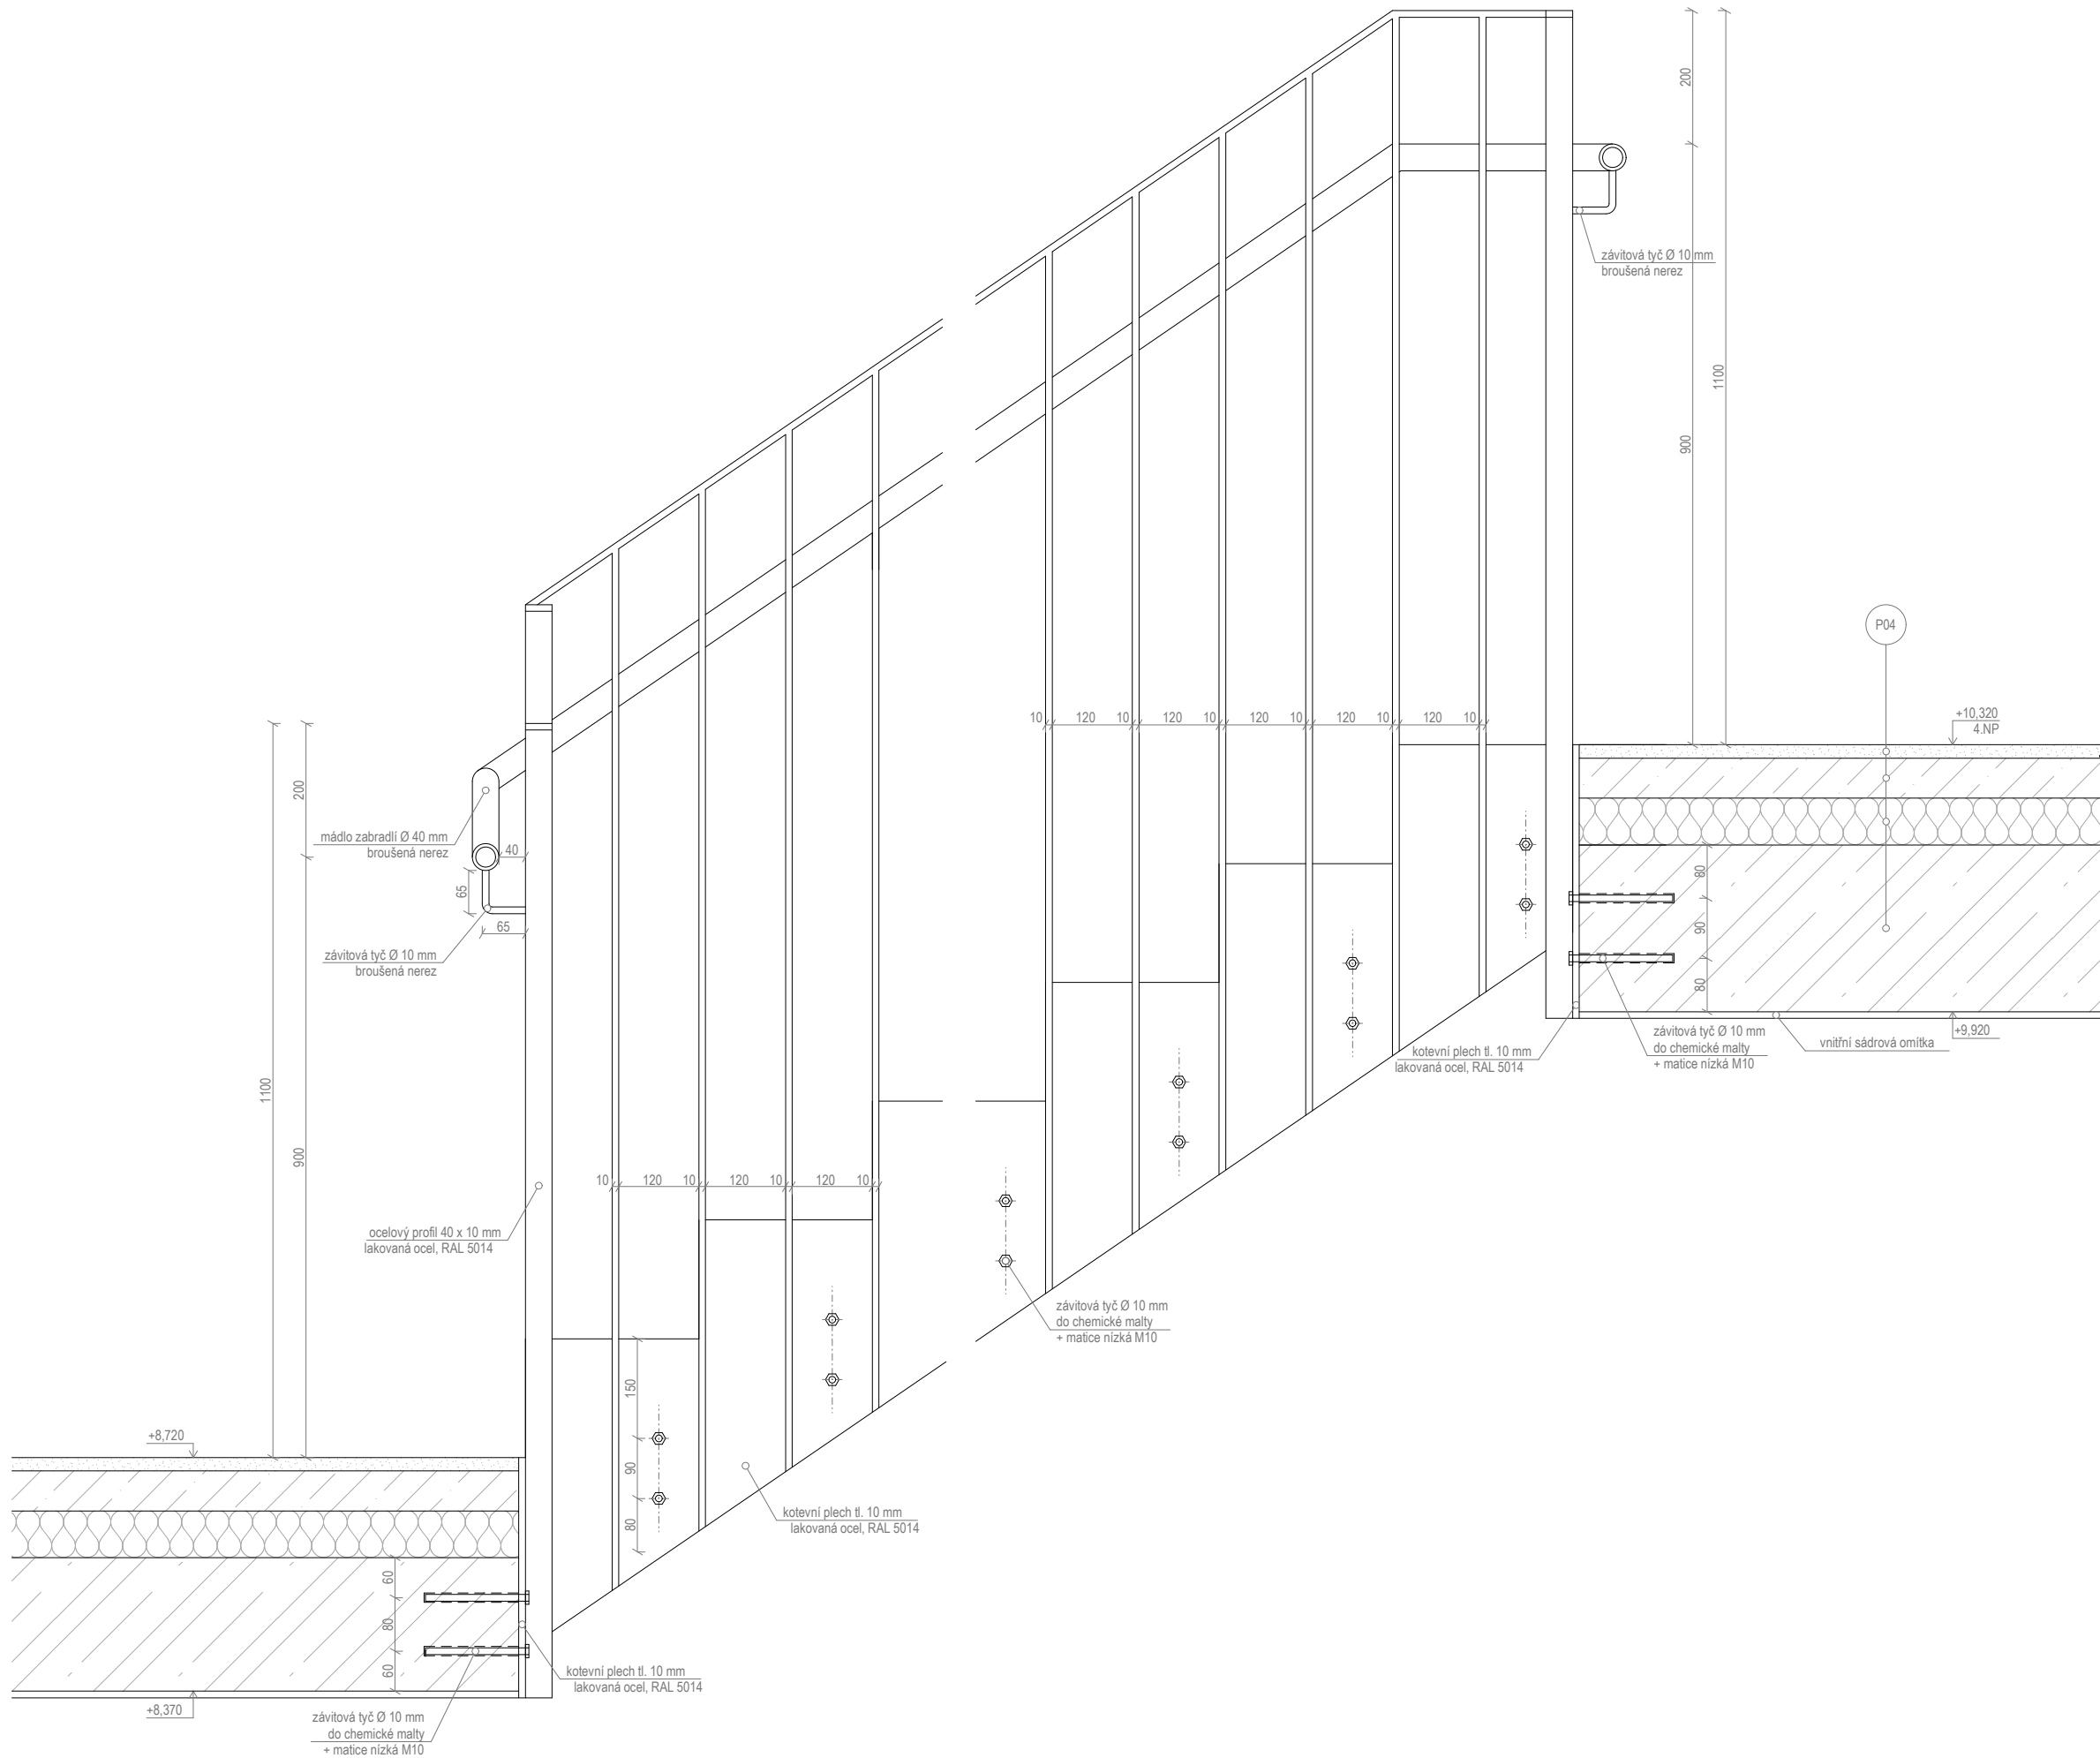 200
1100
900
závitová tyč Ø 10 mm
broušená nerez
P04
10
120
10
120
10
120
10
120
10
120
10
+10,320
4.NP
200
mádlo zabradlí Ø 40 mm
broušená nerez
40
65
65
závitová tyč Ø 10 mm
broušená nerez
1100
900
80
90
80
závitová tyč Ø 10 mm
do chemické malty
+ matice nízká M10
kotevní plech tl. 10 mm
lakovaná ocel, RAL 5014
vnitřní sádrová omítka
+9,920
10
120
10
120
10
120
10
ocelový profil 40 x 10 mm
lakovaná ocel, RAL 5014
závitová tyč Ø 10 mm
do chemické malty
+ matice nízká M10
150
90
80
+8,720
kotevní plech tl. 10 mm
lakovaná ocel, RAL 5014
60
80
60
kotevní plech tl. 10 mm
lakovaná ocel, RAL 5014
+8,370
závitová tyč Ø 10 mm
do chemické malty
+ matice nízká M10